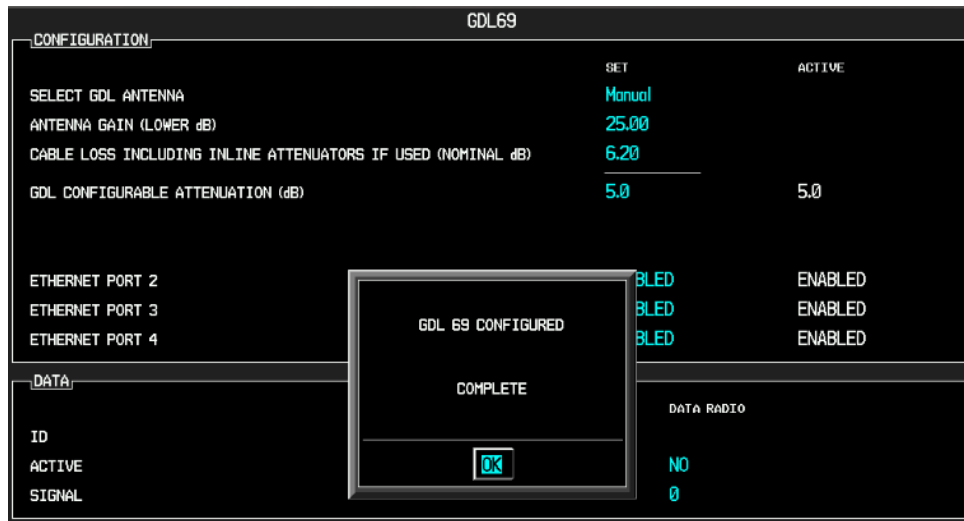 GDL69
CONFIGURATION
SET ACTIVE
SELECT GDL ANTENNA Manual
ANTENNA GAIN (LOWER dB) 25.00
CABLE LOSS INCLUDING INLINE ATTENUATORS IF USED (NOMINAL dB) 6.20
GDL CONFIGURABLE ATTENUATION (dB) 5.0 5.0
ETHERNET PORT 2 BLED ENABLED
ETHERNET PORT 3 BLED ENABLED
ETHERNET PORT 4 BLED ENABLED
GDL 69 CONFIGURED
COMPLETE
OK
DATA
DATA RADIO
ID
ACTIVE NO
SIGNAL 0